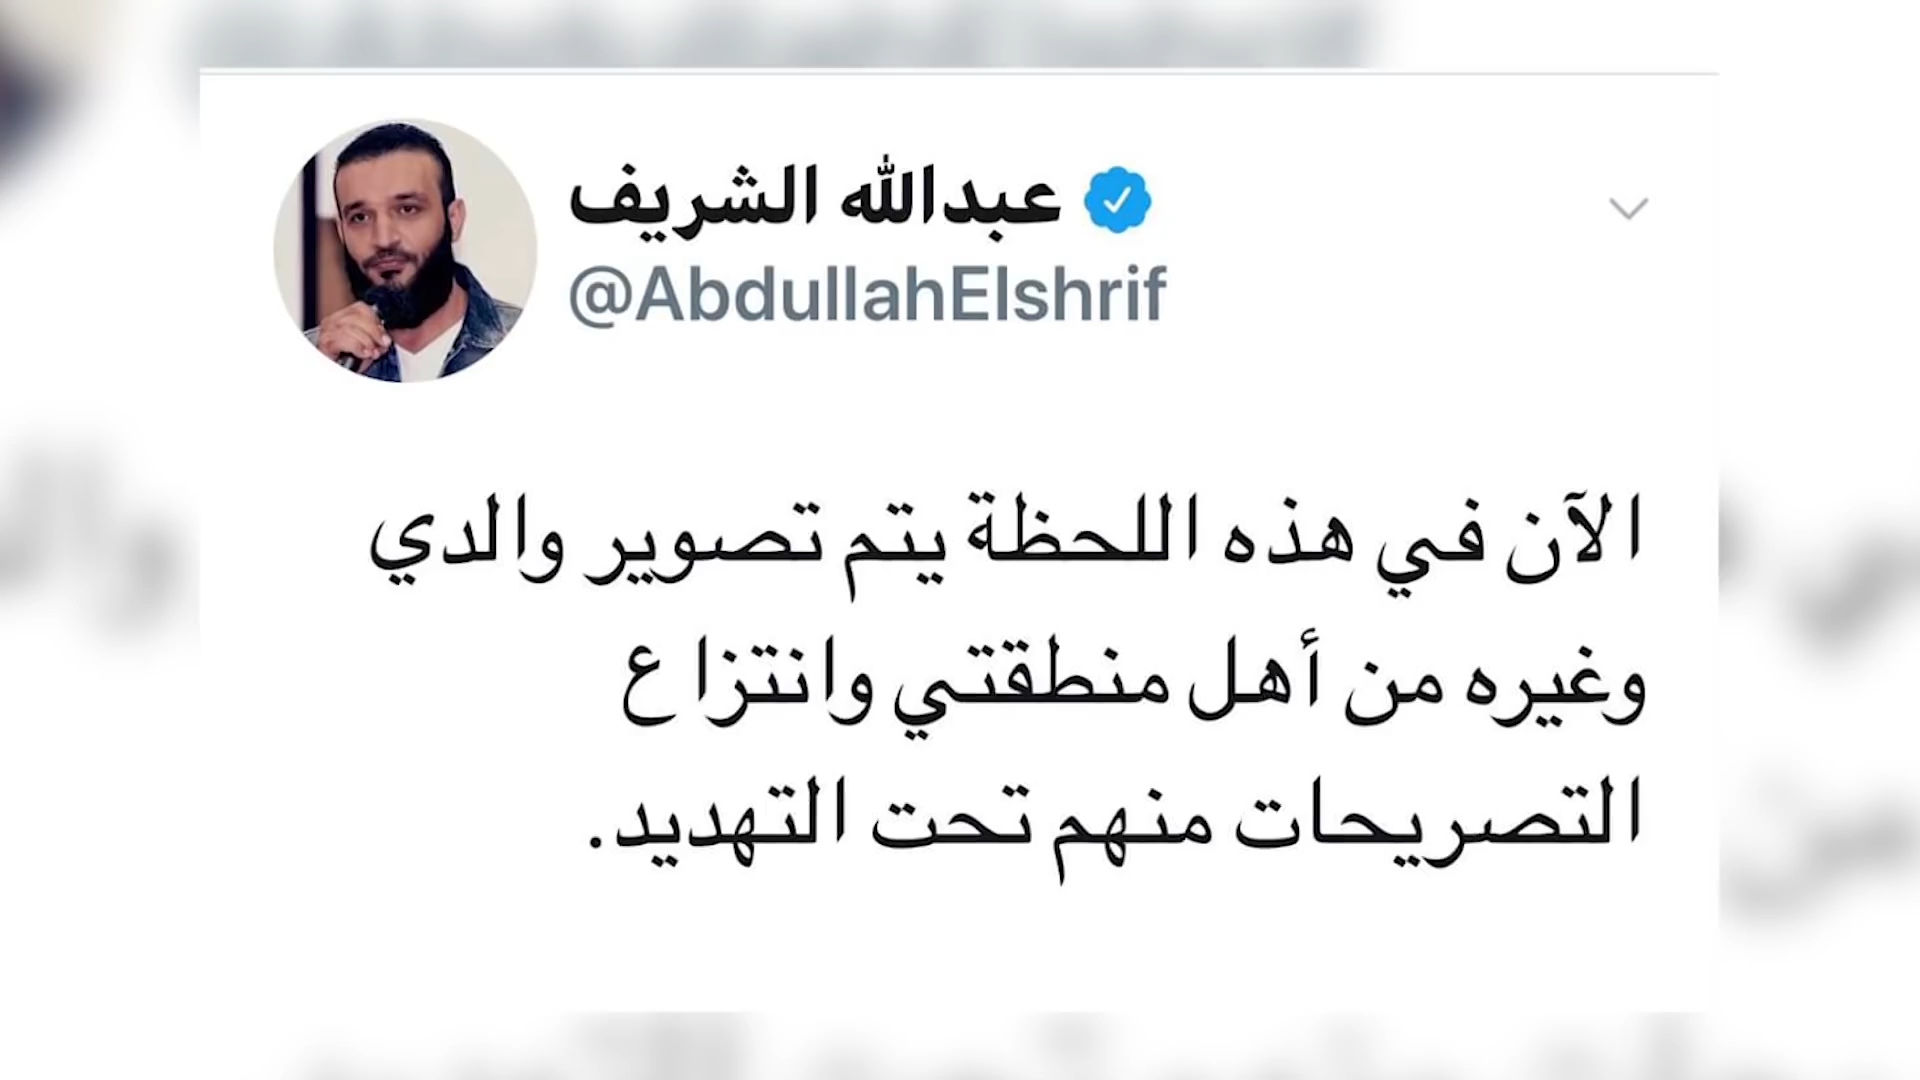 عبدالله الشريف
@AbdullahElshrif
الآن في هذه اللحظة يتم تصوير والدي
وغيره من أهل منطقتي وانتزاع
التصريحات منهم تحت التهديد.